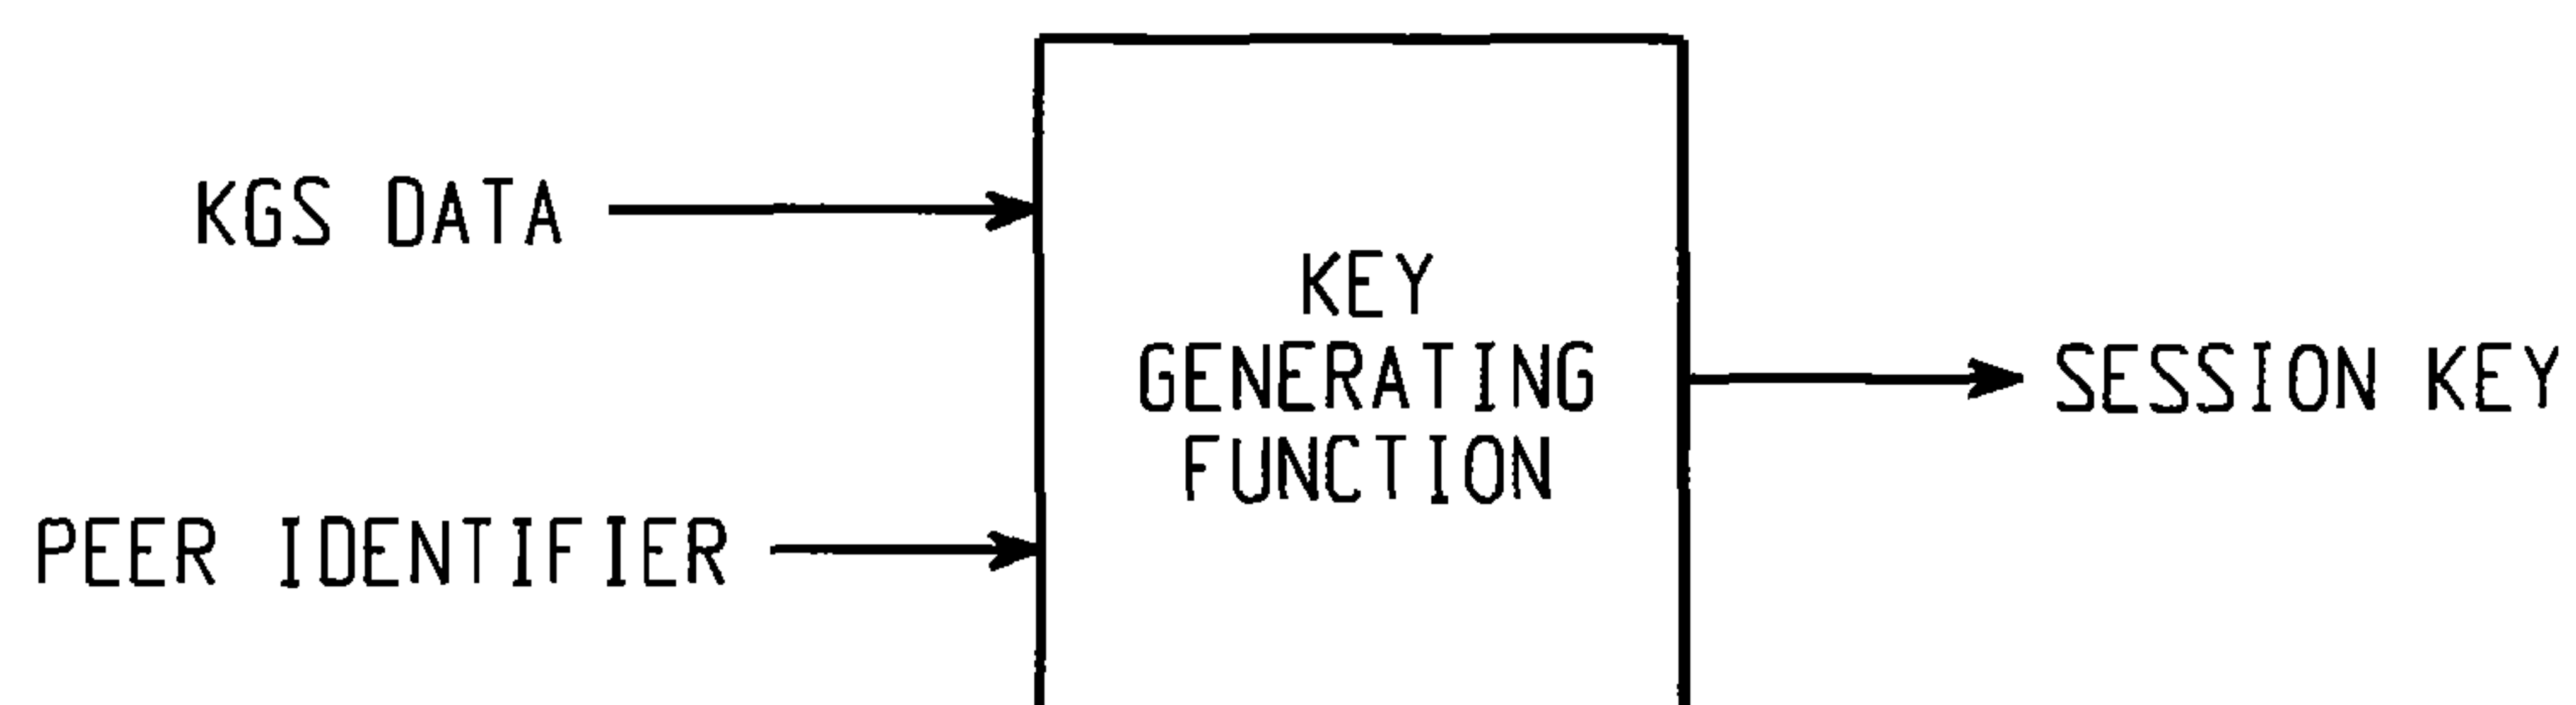 KGS DATA
PEER IDENTIFIER
KEY
GENERATING
FUNCTION
SESSION KEY